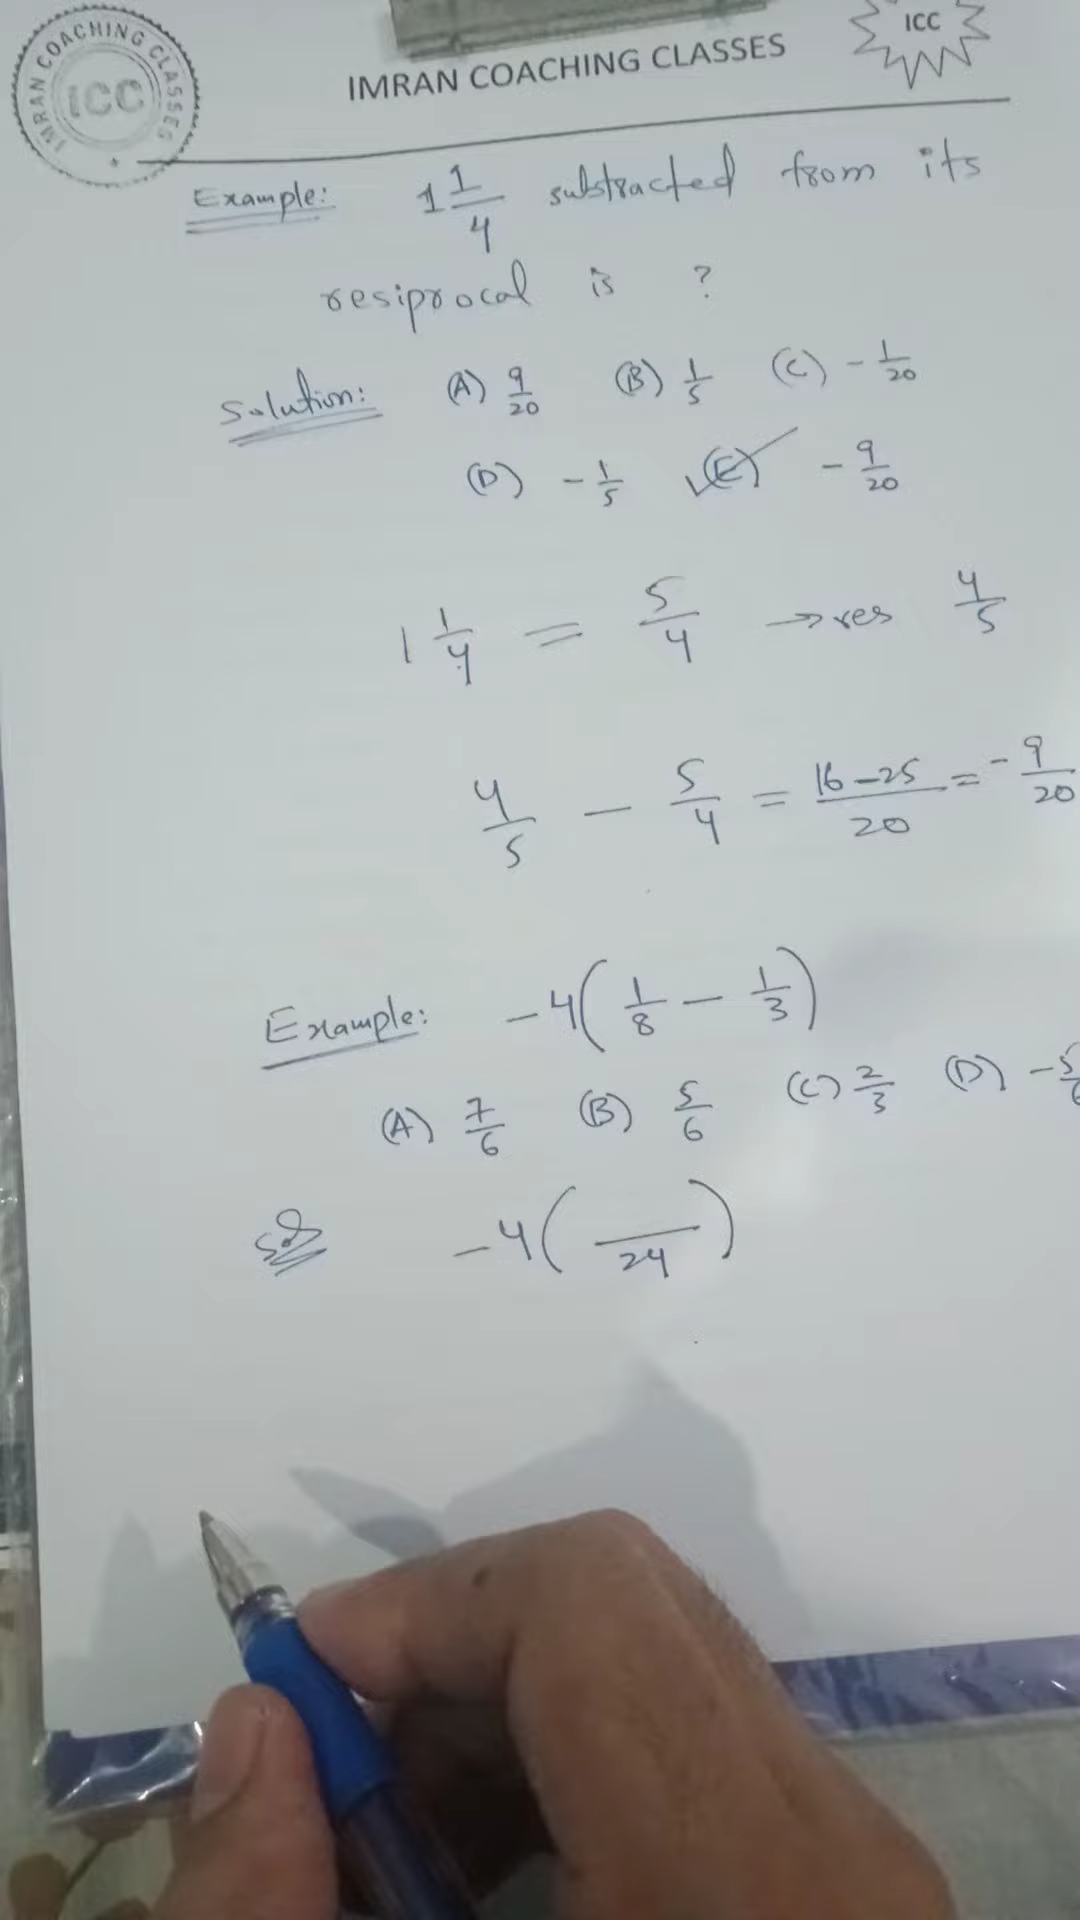 IMRAN COACHING CLASSES
ICC
IMRAN COACHING CLASSES
ICC
Example: 1 1/4 substracted from its
resiprocal is ?
Solution: (A) 9/20 (B) 1/5 (C) -1/20
(D) -1/5 (E) -9/20
1 1/4 = 5/4 → res 4/5
4/5 - 5/4 = 16-25/20 = -9/20
Example: -4(1/8 - 1/3)
(A) 7/6 (B) 5/6 (C) 2/3 (D) -5/6
Sol -4( /24)